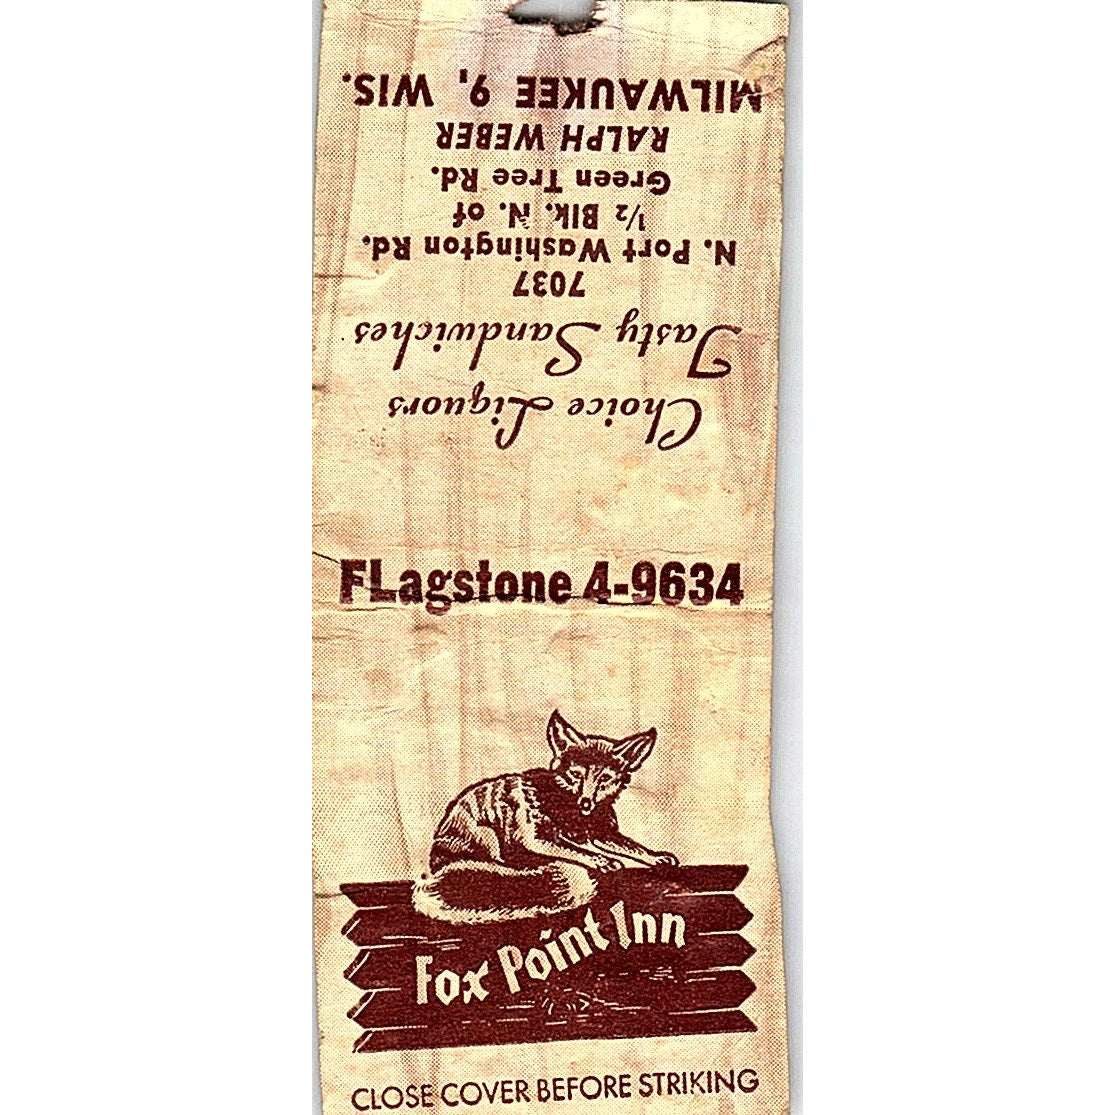 Choice Liquors
Tasty Sandwiches
7037
N. Port Washington Rd.
½ Blk. N. of
Green Tree Rd.
RALPH WEBER
MILWAUKEE 9, WIS.
FLagstone 4-9634
Fox Point Inn
CLOSE COVER BEFORE STRIKING